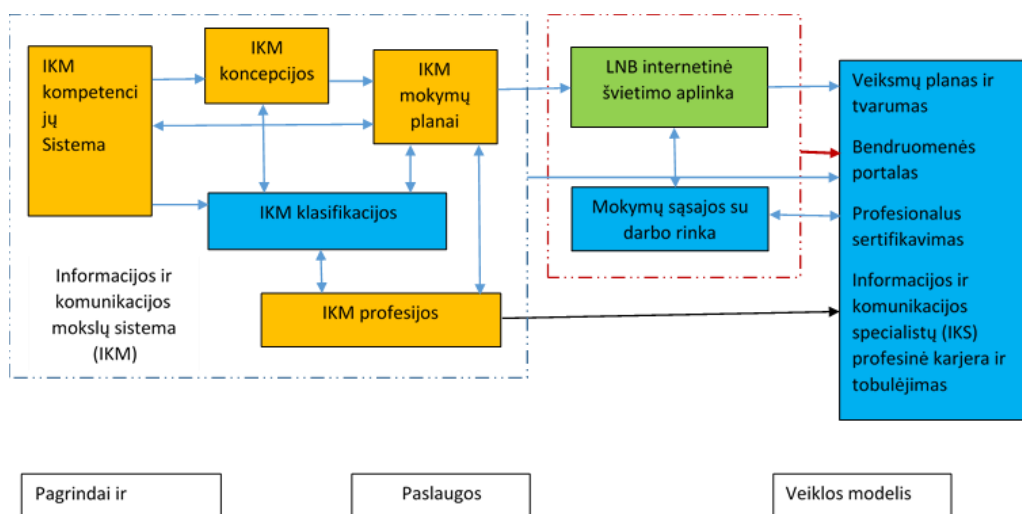 IKM
kompetenci
jų
Sistema
IKM
koncepcijos
IKM
mokymų
planai
IKM klasifikacijos
IKM profesijos
Informacijos ir
komunikacijos
mokslų sistema
(IKM)
LNB internetinė
švietimo aplinka
Mokymų sąsajos su
darbo rinka
Veiksmų planas ir
tvarumas
Bendruomenės
portalas
Profesionalus
sertifikavimas
Informacijos ir
komunikacijos
specialistų (IKS)
profesinė karjera ir
tobulėjimas
Pagrindai ir
Paslaugos
Veiklos modelis